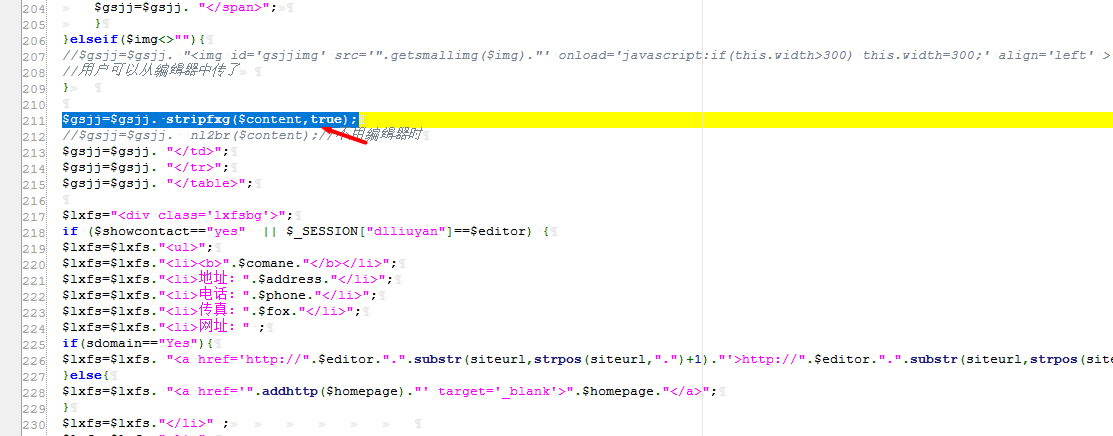 204 $gsjj=$gsjj. "</span>";
205 }
206 }elseif($img<>""){
207 //$gsjj=$gsjj. "<img id='gsjjimg' src='".getsmallimg($img)."' onload='javascript:if(this.width>300) this.width=300;' align='left' >
208 //用户可以从编缉器中传了
209 }
210
211 $gsjj=$gsjj. stripfxg($content,true);
212 //$gsjj=$gsjj. nl2br($content);//不用编缉器时
213 $gsjj=$gsjj. "</td>";
214 $gsjj=$gsjj. "</tr>";
215 $gsjj=$gsjj. "</table>";
216
217 $lxfs="<div class='lxfsbg'>";
218 if ($showcontact=="yes" || $_SESSION["dlliuyan"]==$editor) {
219 $lxfs=$lxfs."<ul>";
220 $lxfs=$lxfs."<li><b>".$comane."</b></li>";
221 $lxfs=$lxfs."<li>地址：".$address."</li>";
222 $lxfs=$lxfs."<li>电话：".$phone."</li>";
223 $lxfs=$lxfs."<li>传真：".$fox."</li>";
224 $lxfs=$lxfs."<li>网址：" ;
225 if(sdomain=="Yes"){
226 $lxfs=$lxfs. "<a href='http://".$editor.".".substr(siteurl,strpos(siteurl,".")+1)."'>http://".$editor.".".substr(siteurl,strpos(site
227 }else{
228 $lxfs=$lxfs. "<a href='".addhttp($homepage)."' target='_blank'>".$homepage."</a>";
229 }
230 $lxfs=$lxfs."</li>" ;